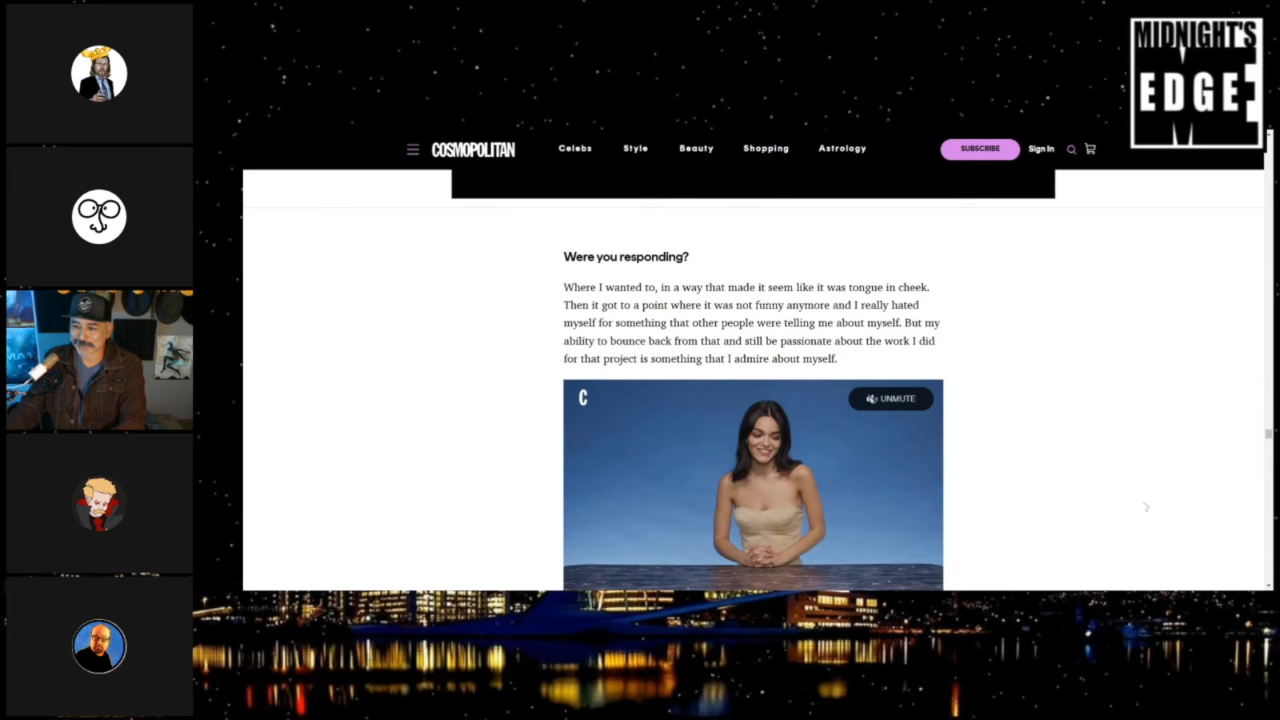 MIDNIGHT'S
EDGE
COSMOPOLITAN
Celebs
Style
Beauty
Shopping
Astrology
SUBSCRIBE
Sign In
Were you responding?
Where I wanted to, in a way that made it seem like it was tongue in cheek.
Then it got to a point where it was not funny anymore and I really hated
myself for something that other people were telling me about myself. But my
ability to bounce back from that and still be passionate about the work I did
for that project is something that I admire about myself.
C
UNMUTE